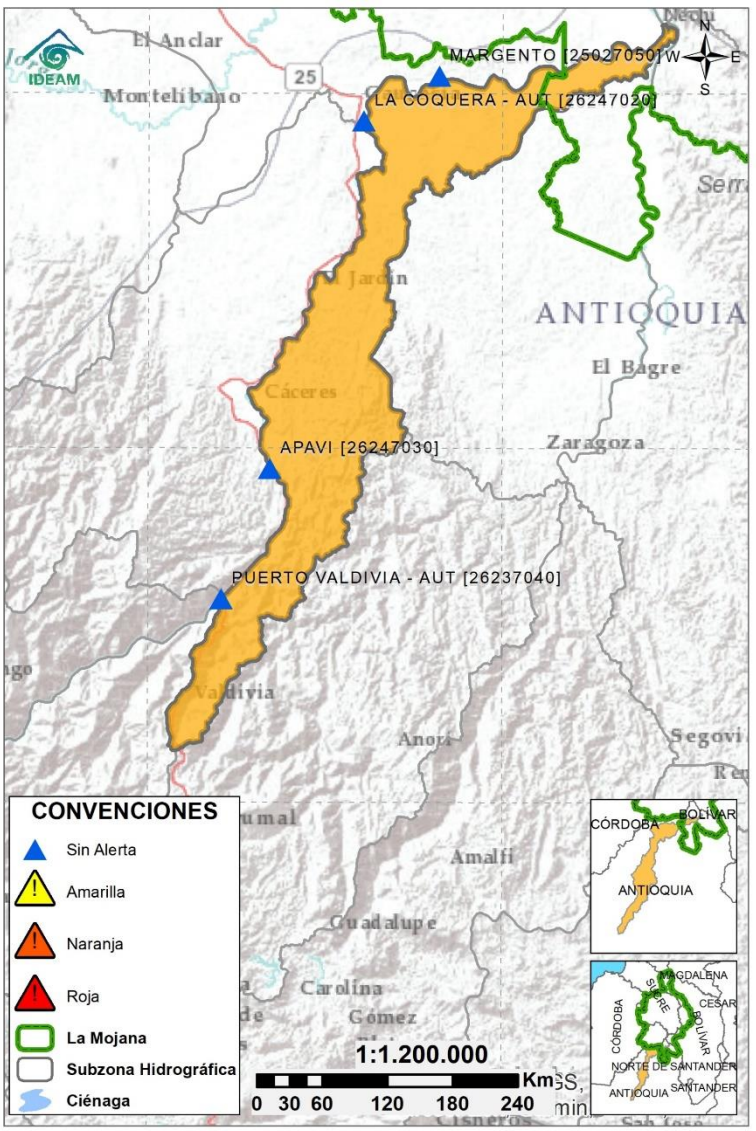 Nechí
N
El Anclar
MARGENTO [25027050]
W
E
IDEAM
25
S
Montelíbano
LA COQUERA - AUT [26247020]
El Jardín
ANTIOQUIA
El Bagre
Cáceres
Zaragoza
APAVI [26247030]
PUERTO VALDIVIA - AUT [26237040]
Valdivia
Anorí
CONVENCIONES
Sin Alerta
Amarilla
Naranja
Roja
La Mojana
Subzona Hidrográfica
Ciénaga
Amalfi
Guadalupe
Carolina
Gómez
1:1.200.000
Km
0 30 60 120 180 240
BOLÍVAR
CÓRDOBA
ANTIOQUIA
MAGDALENA
SUCRE
CESAR
CÓRDOBA
BOLÍVAR
NORTE DE SANTANDER
ANTIOQUIA
SANTANDER
Cisneros